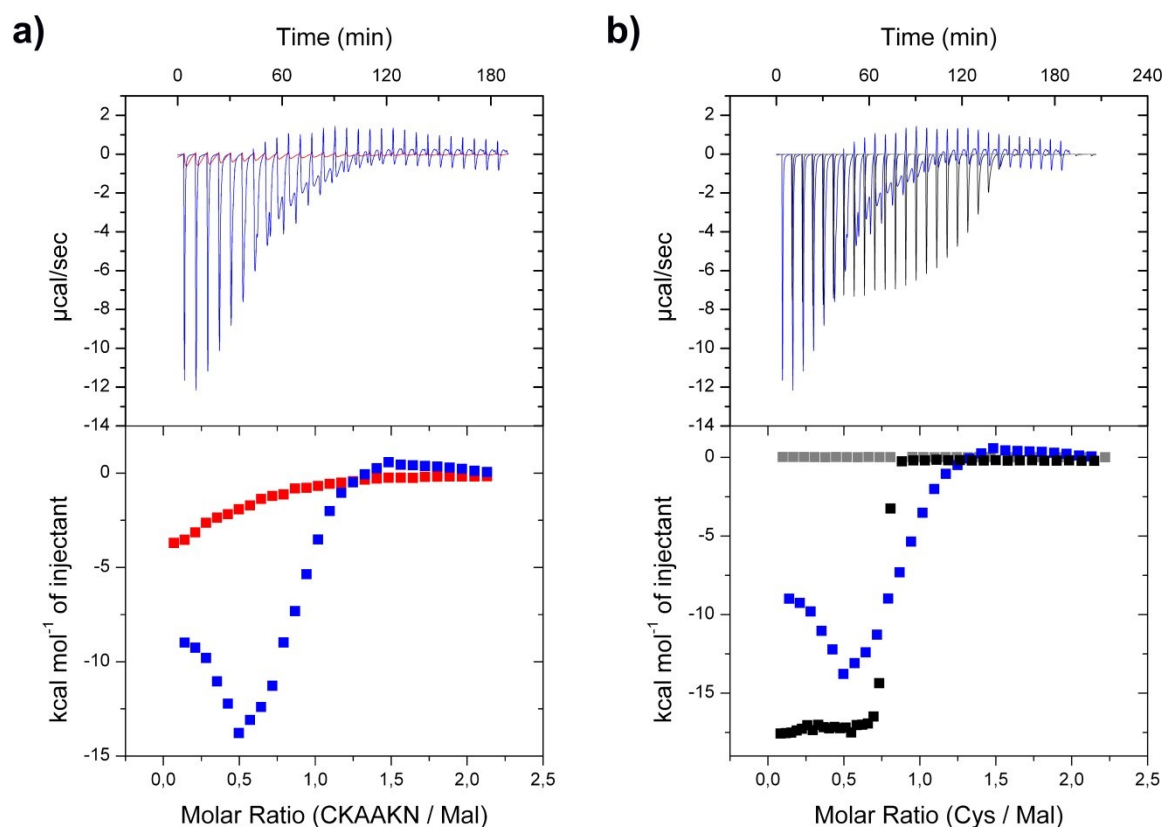 a)
Time (min)
0 60 120 180
2
0
-2
-4
-6
-8
-10
-12
-14
µcal/sec
0
-5
-10
-15
kcal mol⁻¹ of injectant
0,0 0,5 1,0 1,5 2,0 2,5
Molar Ratio (CKAAKN / Mal)
b)
Time (min)
0 60 120 180 240
2
0
-2
-4
-6
-8
-10
-12
-14
µcal/sec
0
-5
-10
-15
kcal mol⁻¹ of injectant
0,0 0,5 1,0 1,5 2,0 2,5
Molar Ratio (Cys / Mal)